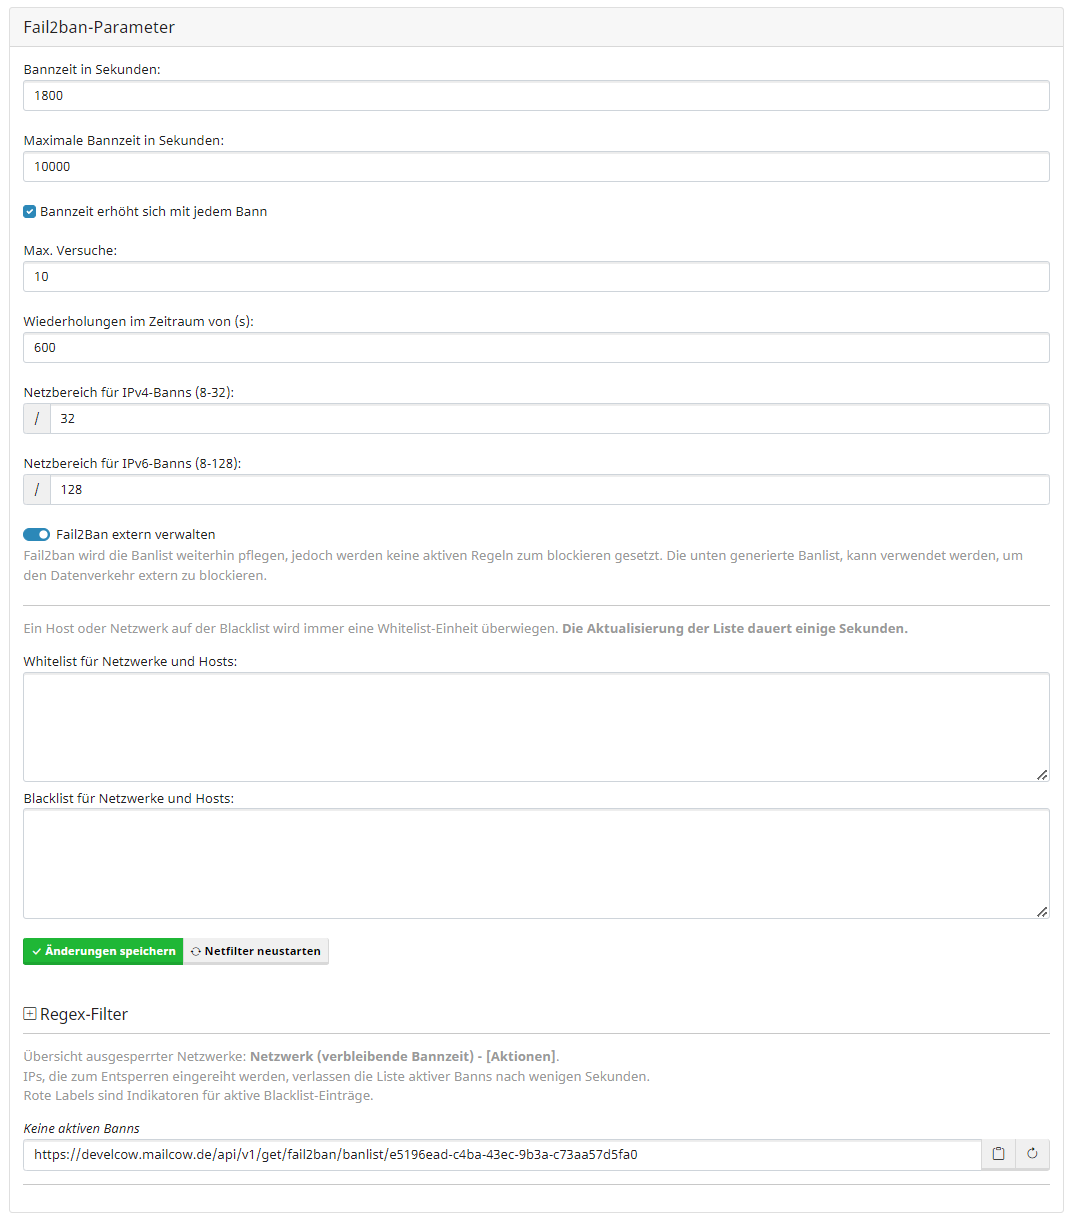 Fail2ban-Parameter
Bannzeit in Sekunden:
1800
Maximale Bannzeit in Sekunden:
10000
Bannzeit erhöht sich mit jedem Bann
Max. Versuche:
10
Wiederholungen im Zeitraum von (s):
600
Netzbereich für IPv4-Banns (8-32):
/ 32
Netzbereich für IPv6-Banns (8-128):
/ 128
Fail2Ban extern verwalten
Fail2ban wird die Banlist weiterhin pflegen, jedoch werden keine aktiven Regeln zum blockieren gesetzt. Die unten generierte Banlist, kann verwendet werden, um
den Datenverkehr extern zu blockieren.
Ein Host oder Netzwerk auf der Blacklist wird immer eine Whitelist-Einheit überwiegen. Die Aktualisierung der Liste dauert einige Sekunden.
Whitelist für Netzwerke und Hosts:
Blacklist für Netzwerke und Hosts:
Änderungen speichern Netfilter neustarten
Regex-Filter
Übersicht ausgesperrter Netzwerke: Netzwerk (verbleibende Bannzeit) - [Aktionen].
IPs, die zum Entsperren eingereiht werden, verlassen die Liste aktiver Banns nach wenigen Sekunden.
Rote Labels sind Indikatoren für aktive Blacklist-Einträge.
Keine aktiven Banns
https://develcow.mailcow.de/api/v1/get/fail2ban/banlist/e5196ead-c4ba-43ec-9b3a-c73aa57d5fa0